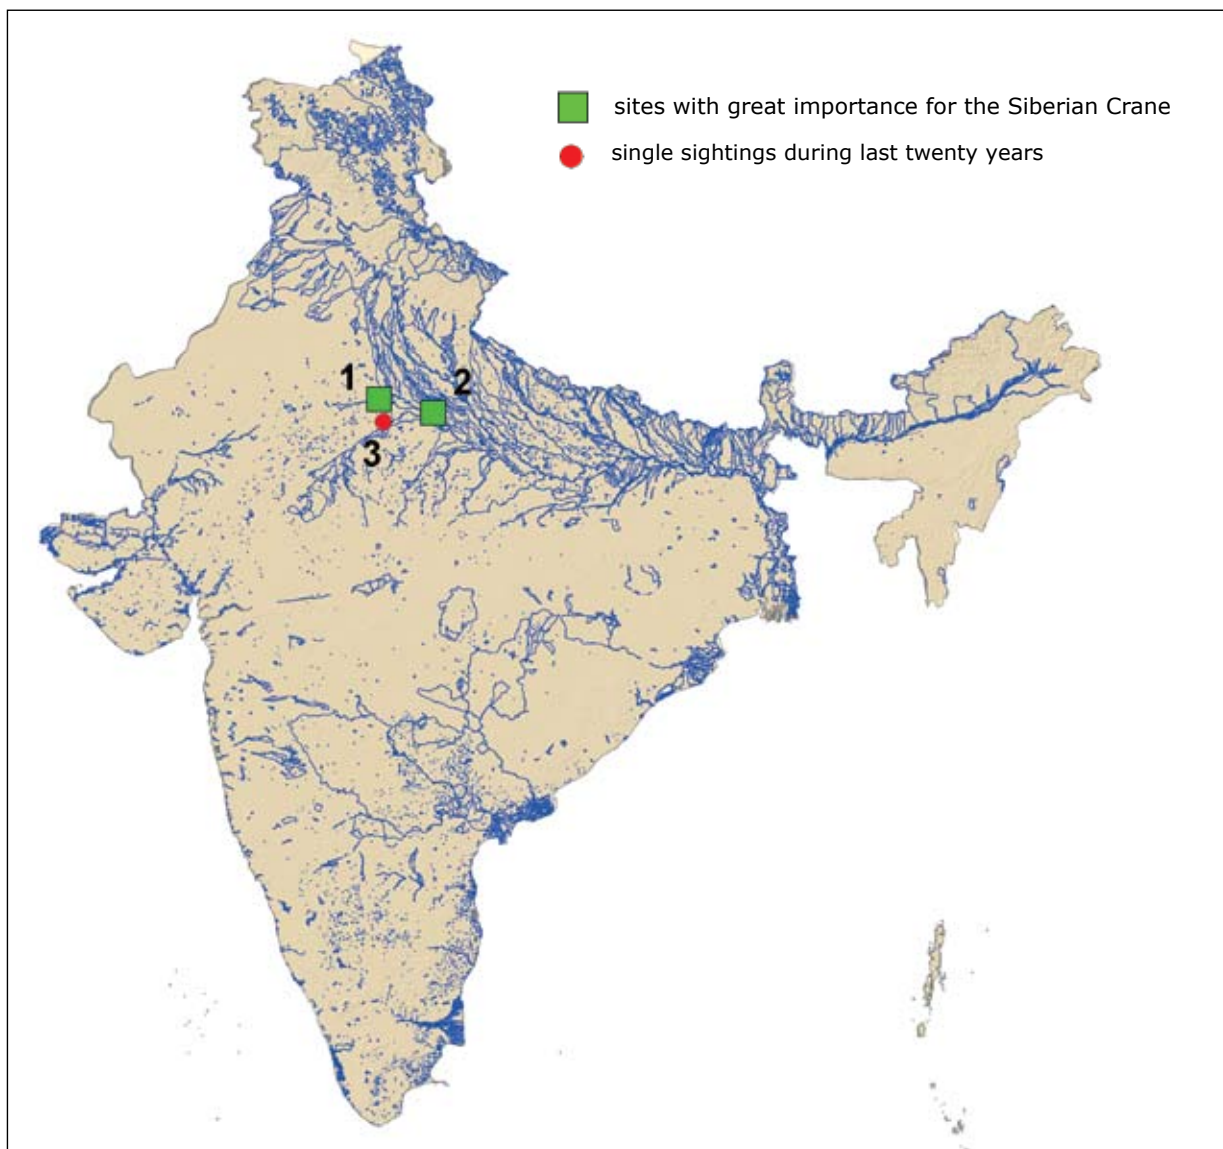 sites with great importance for the Siberian Crane
single sightings during last twenty years
1
2
3